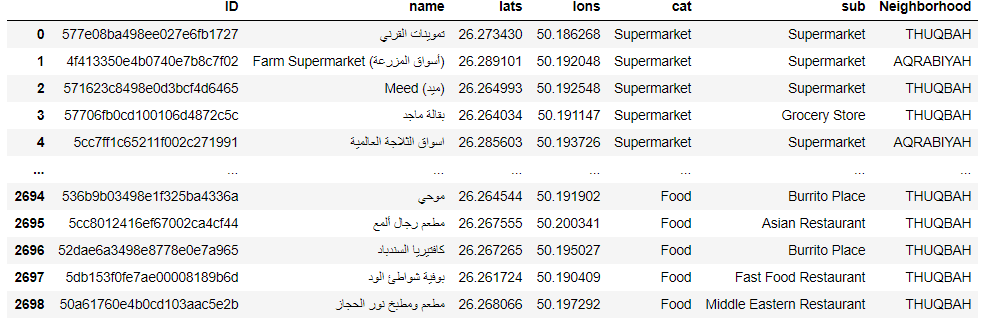 ID name lats lons cat sub Neighborhood
0 577e08ba498ee027e6fb1727 تموينات القرني 26.273430 50.186268 Supermarket Supermarket THUQBAH
1 4f413350e4b0740e7b8c7f02 Farm Supermarket (أسواق المزرعة) 26.289101 50.192048 Supermarket Supermarket AQRABIYAH
2 571623c8498e0d3bcf4d6465 Meed (ميد) 26.264993 50.192548 Supermarket Supermarket THUQBAH
3 57706fb0cd100106d4872c5c بقالة ماجد 26.264034 50.191147 Supermarket Grocery Store THUQBAH
4 5cc7ff1c65211f002c271991 اسواق الثلاجة العالمية 26.285603 50.193726 Supermarket Supermarket AQRABIYAH
... ... ... ... ... ... ... ...
2694 536b9b03498e1f325ba4336a موحي 26.264544 50.191902 Food Burrito Place THUQBAH
2695 5cc8012416ef67002ca4cf44 مطعم رجال ألمع 26.267555 50.200341 Food Asian Restaurant THUQBAH
2696 52dae6a3498e8778e0e7a965 كافتيريا السندباد 26.267265 50.195027 Food Burrito Place THUQBAH
2697 5db153f0fe7ae00008189b6d بوفية شواطئ الود 26.261724 50.190409 Food Fast Food Restaurant THUQBAH
2698 50a61760e4b0cd103aac5e2b مطعم ومطبخ نور الحجاز 26.268066 50.197292 Food Middle Eastern Restaurant THUQBAH